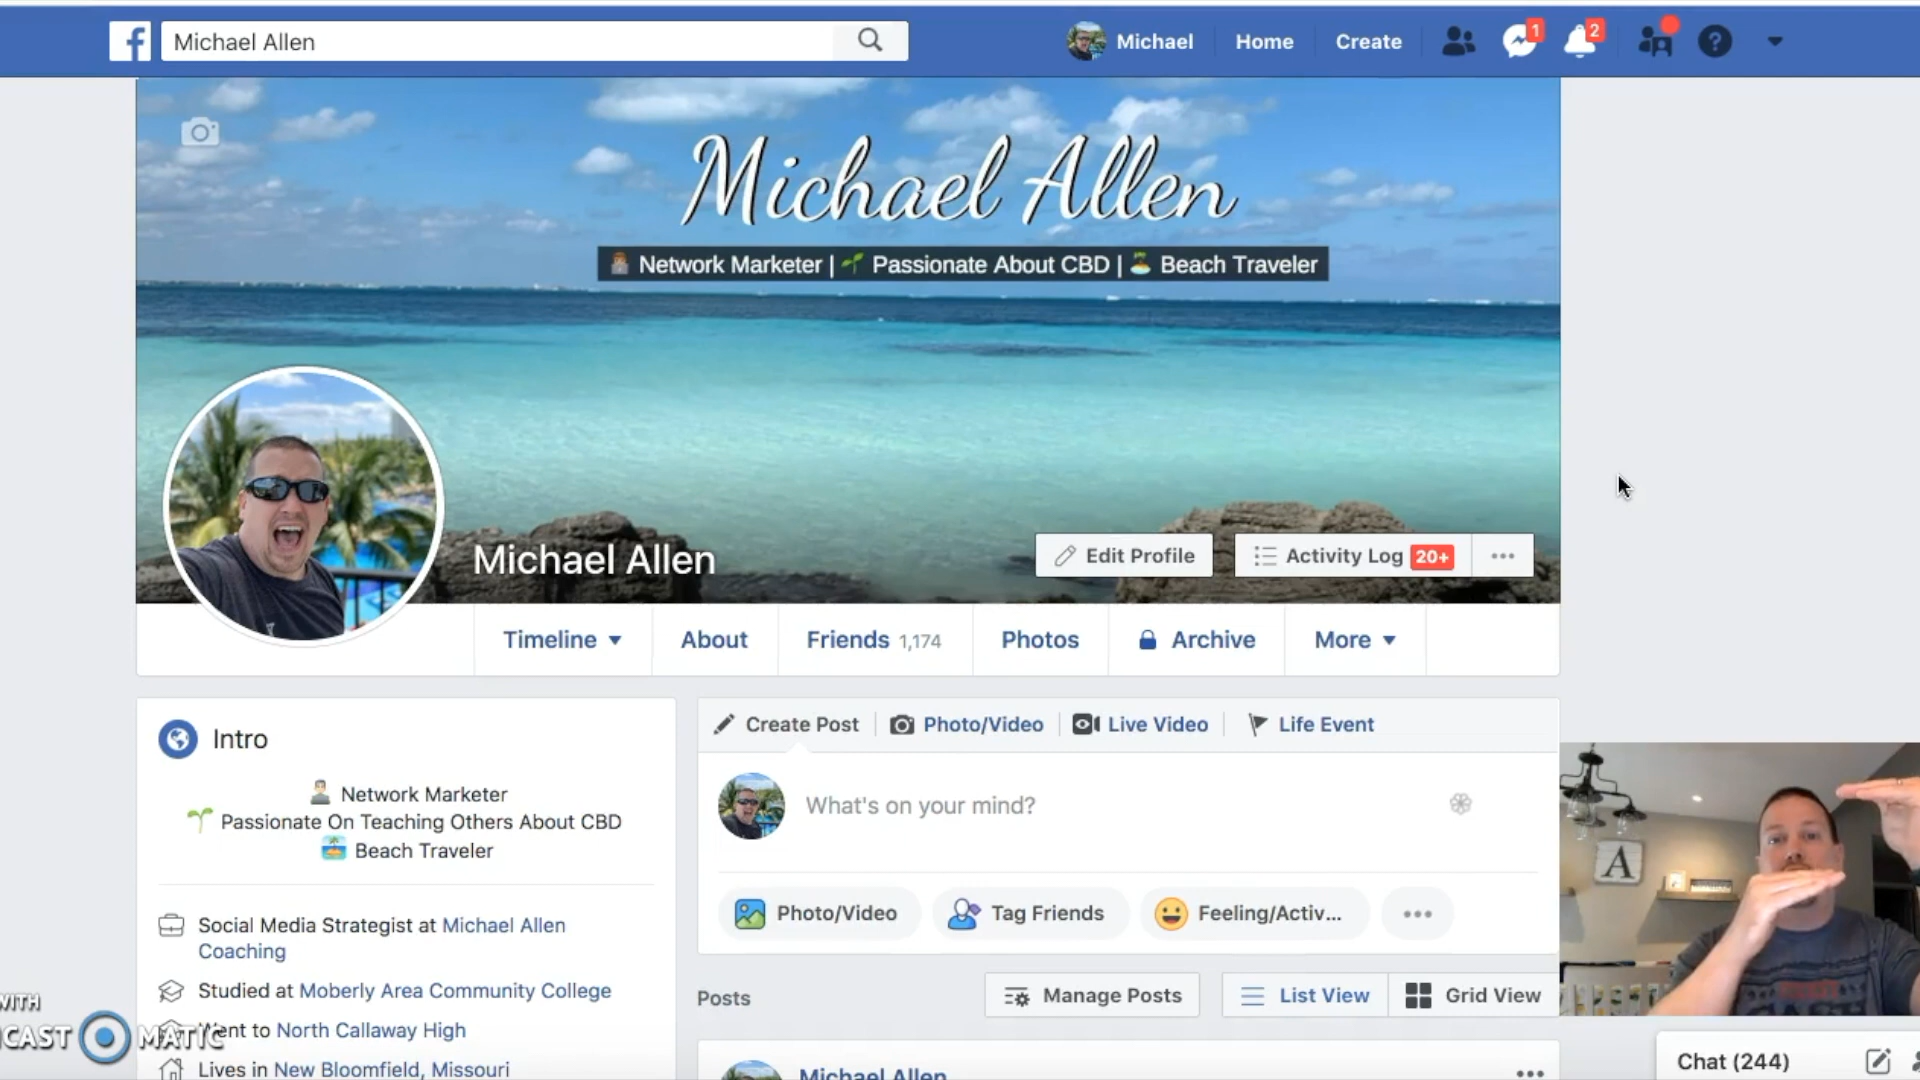 f
Michael Allen
Michael
Home
Create
1
2
?
Michael Allen
Network Marketer | Passionate About CBD | Beach Traveler
Michael Allen
Edit Profile
Activity Log 20+
Timeline
About
Friends 1,174
Photos
Archive
More
Intro
Network Marketer
Passionate On Teaching Others About CBD
Beach Traveler
Social Media Strategist at Michael Allen
Coaching
Studied at Moberly Area Community College
Went to North Callaway High
Lives in New Bloomfield, Missouri
Create Post
Photo/Video
Live Video
Life Event
What's on your mind?
Photo/Video
Tag Friends
Feeling/Activ...
Posts
Manage Posts
List View
Grid View
Michael Allen
A
Chat (244)
WITH
CAST MATIC